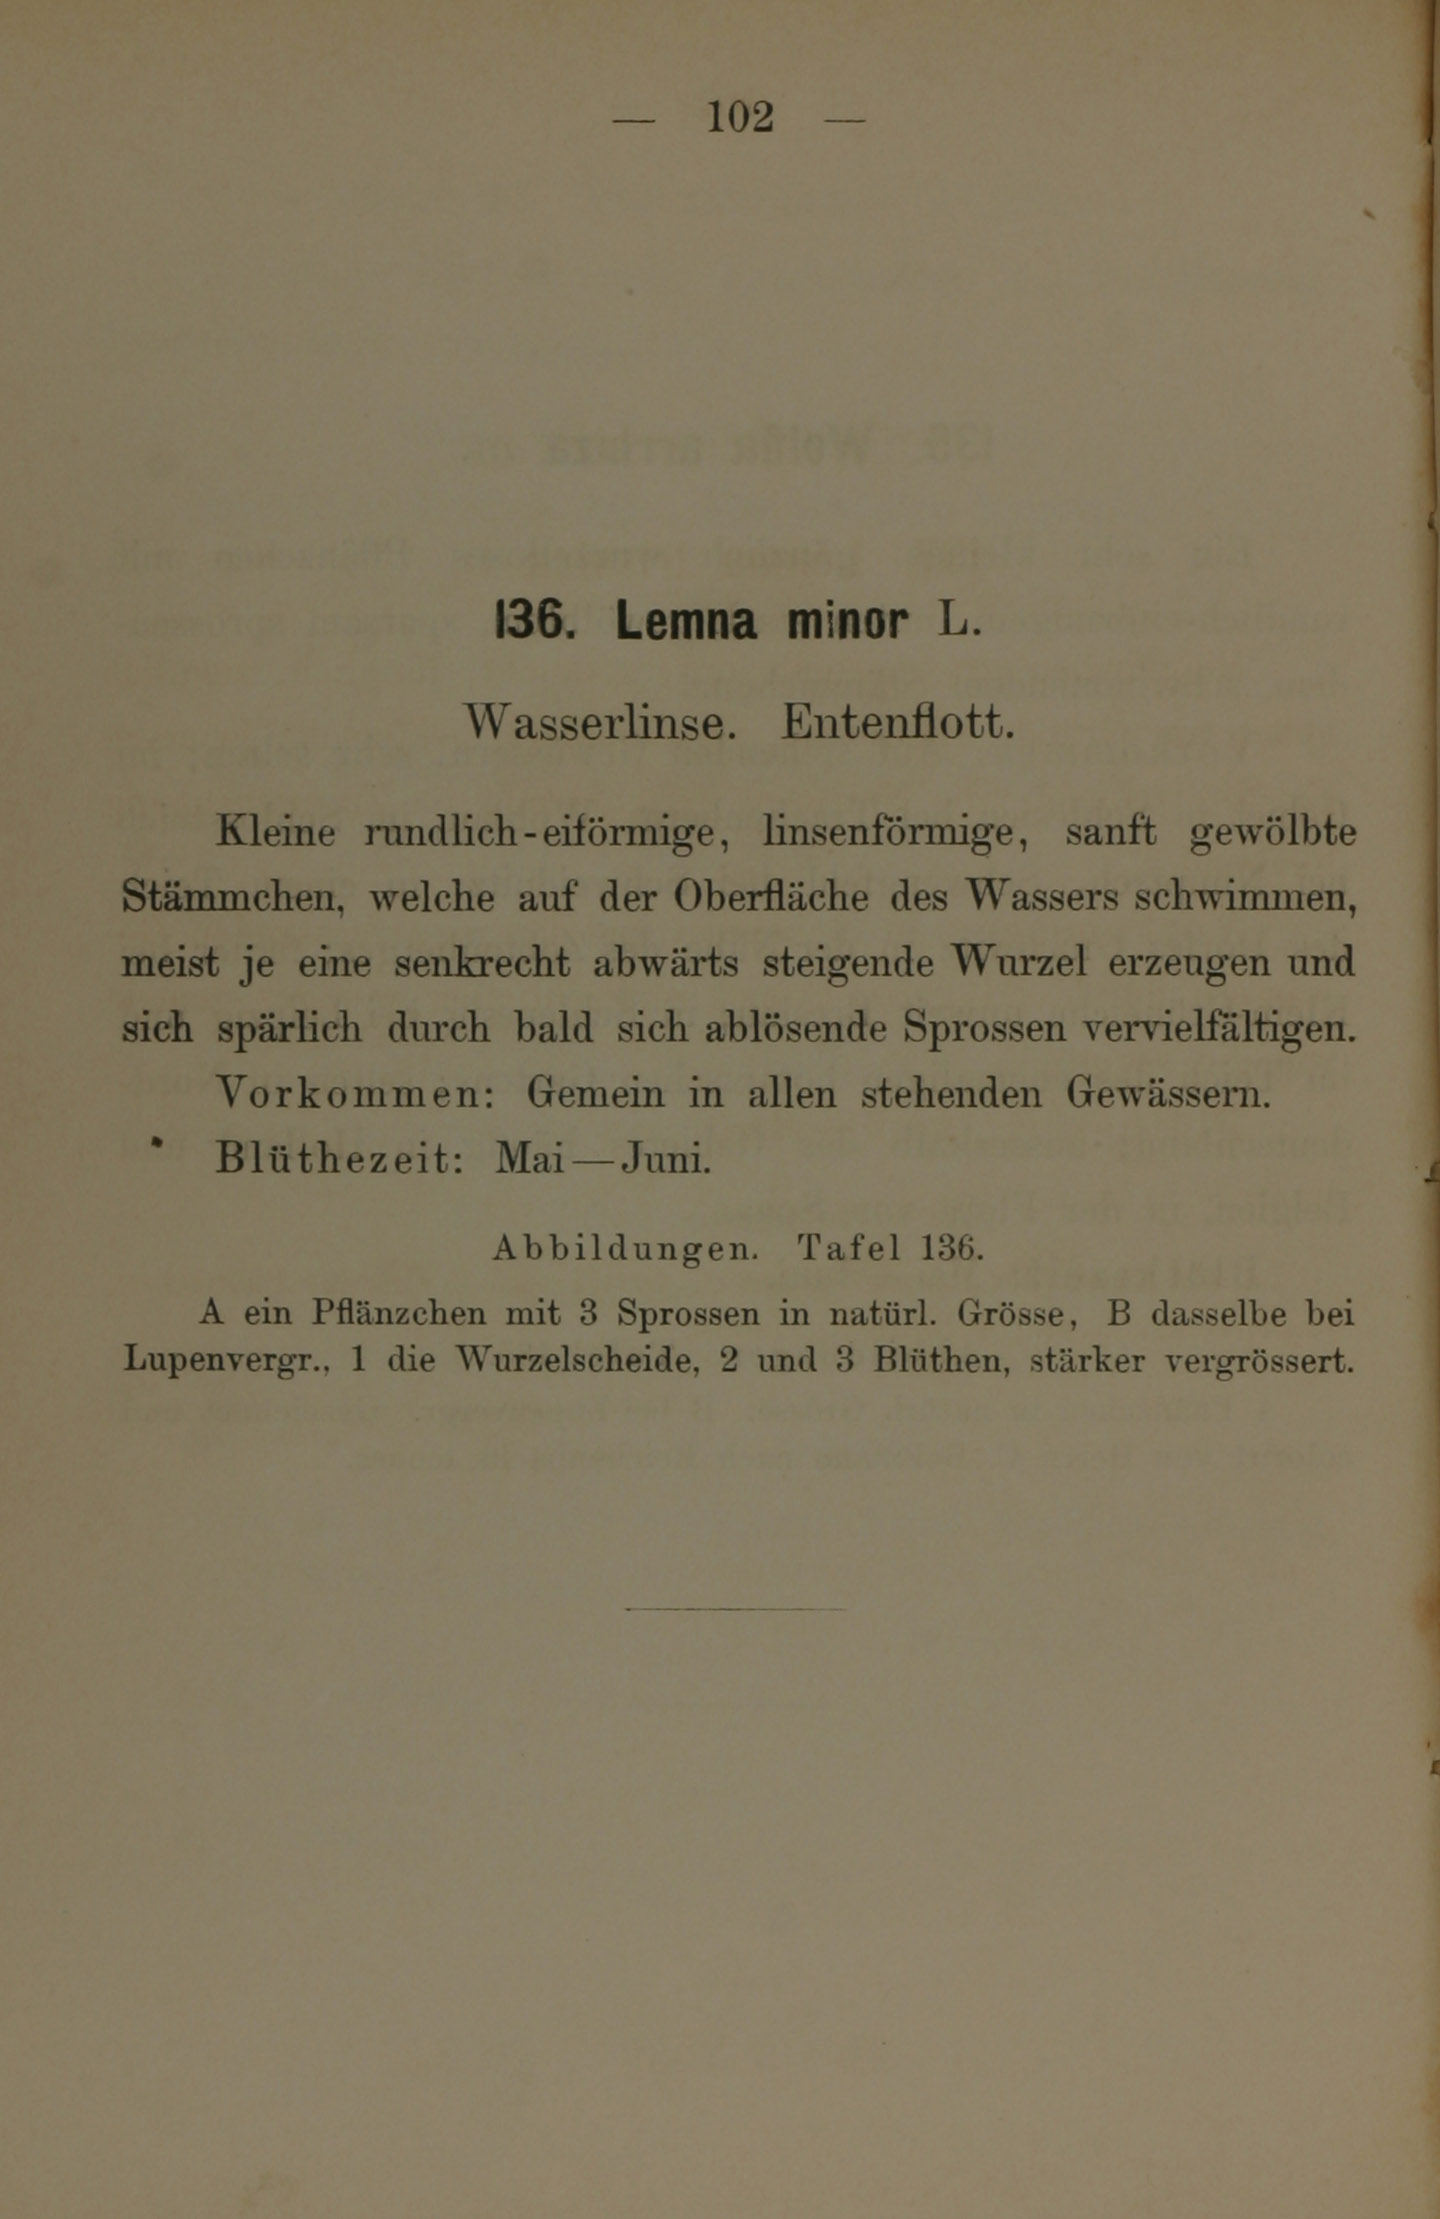 — 102 —
136. Lemna minor L.
Wasserlinse. Entenflott.
Kleine rundlich-eiförmige, linsenförmige, sanft gewölbte
Stämmchen, welche auf der Oberfläche des Wassers schwimmen,
meist je eine senkrecht abwärts steigende Wurzel erzeugen und
sich spärlich durch bald sich ablösende Sprossen vervielfältigen.
Vorkommen: Gemein in allen stehenden Gewässern.
Blüthezeit: Mai—Juni.
Abbildungen. Tafel 136.
A ein Pflänzchen mit 3 Sprossen in natürl. Grösse, B dasselbe bei
Lupenvergr., 1 die Wurzelscheide, 2 und 3 Blüthen, stärker vergrössert.